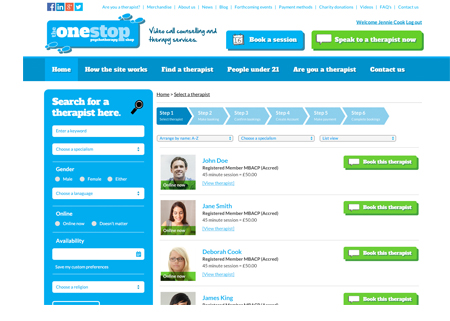 Are you a therapist? Merchandise About us News Blog Forthcoming events Payment methods Charity donations Videos Contact us FAQ
Welcome Jennie Cook Log out
the onestop
psychotherapy on shop
Video call counselling and
therapy services.
Book a session
Speak to a therapist now
Home
How the site works
Find a therapist
People under 21
Are you a therapist?
Contact us
Home > Select a therapist
Search for a
therapist here.
Enter a keyword
Choose a specialism
Gender
Male Female Either
Choose a language
Online
Online now Doesn't matter
Availability
Save my custom preferences
Choose a religion
Step 1
Select therapist
Step 2
Step 3
Step 4
Step 5
Step 6
Arrange by name: A-Z
Choose a specialism
List view
John Doe
Registered Member MBACP (Accred)
45 minute session = £50.00
[View therapist]
Online now
Book this therapist
Jane Smith
Registered Member MBACP (Accred)
45 minute session = £50.00
[View therapist]
Online now
Book this therapist
Deborah Cook
Registered Member MBACP (Accred)
45 minute session = £50.00
[View therapist]
Online now
Book this therapist
James King
Registered Member MBACP (Accred)
Book this therapist